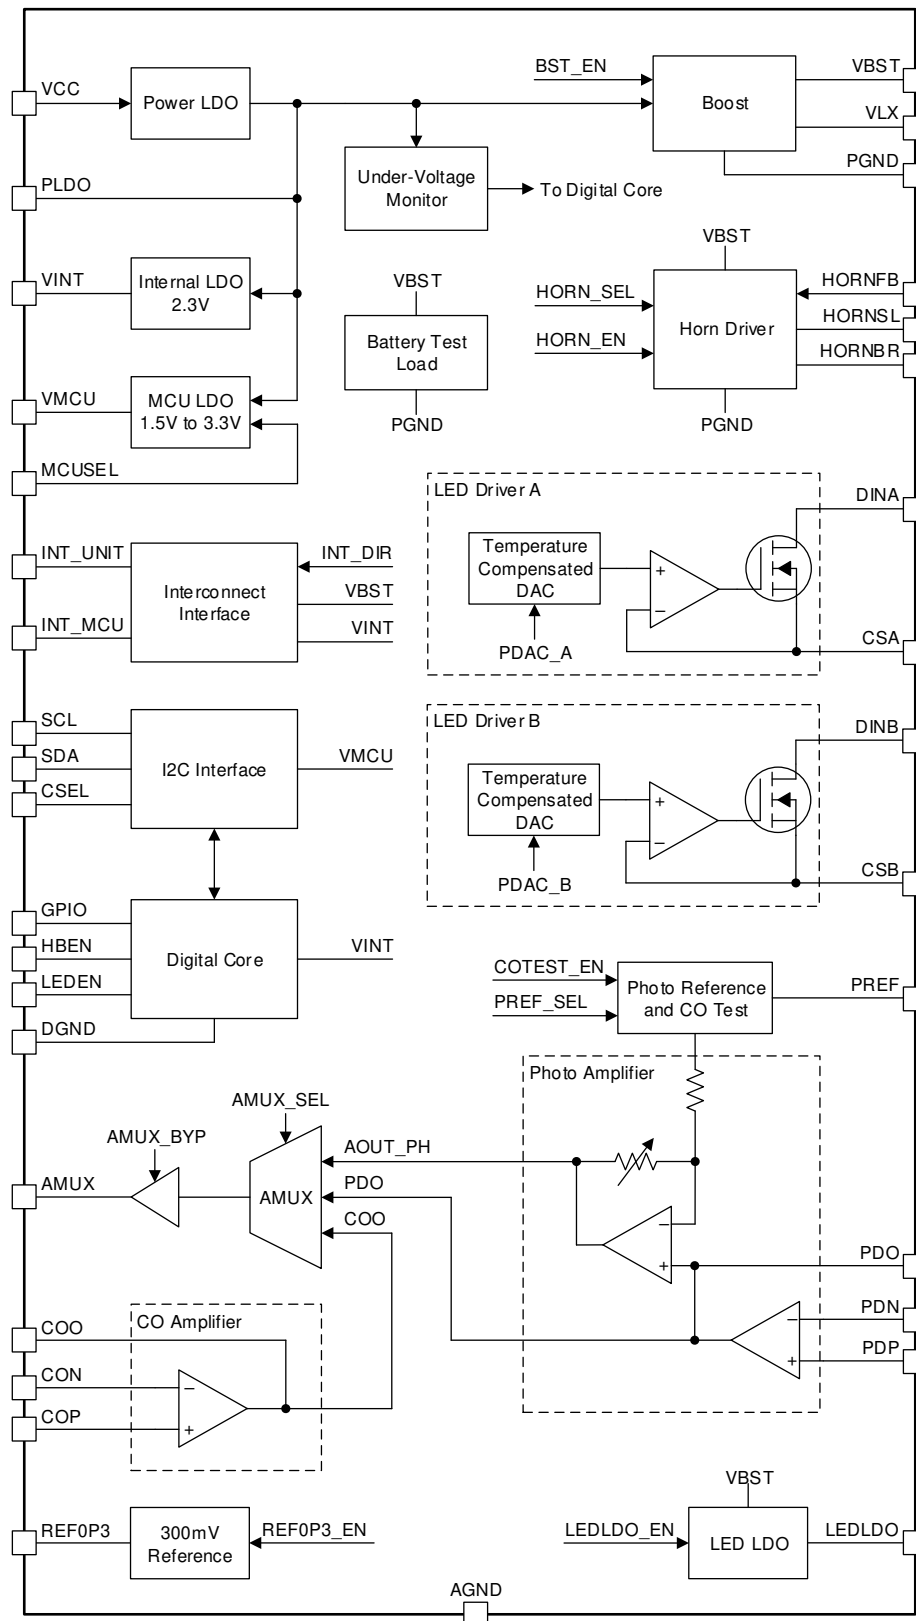 VCC
Power LDO
BST_EN
Boost
VBST
VLX
PGND
PLDO
Under-Voltage
Monitor
To Digital Core
VINT
Internal LDO
2.3V
VBST
Battery Test
Load
PGND
HORN_SEL
HORN_EN
VBST
Horn Driver
PGND
HORNFB
HORNSL
HORNBR
VMCU
MCU LDO
1.5V to 3.3V
MCUSEL
LED Driver A
Temperature
Compensated
DAC
PDAC_A
+
−
DINA
CSA
INT_UNIT
INT_MCU
Interconnect
Interface
INT_DIR
VBST
VINT
SCL
SDA
CSEL
I2C Interface
VMCU
LED Driver B
Temperature
Compensated
DAC
PDAC_B
+
−
DINB
CSB
GPIO
HBEN
LEDEN
DGND
Digital Core
VINT
COTEST_EN
PREF_SEL
Photo Reference
and CO Test
PREF
Photo Amplifier
AMUX_SEL
AMUX_BYP
AMUX
AMUX
AOUT_PH
PDO
COO
−
+
PDO
PDN
PDP
−
+
CO Amplifier
COO
CON
COP
−
+
REF0P3
300mV
Reference
REF0P3_EN
LEDLDO_EN
VBST
LED LDO
LEDLDO
AGND